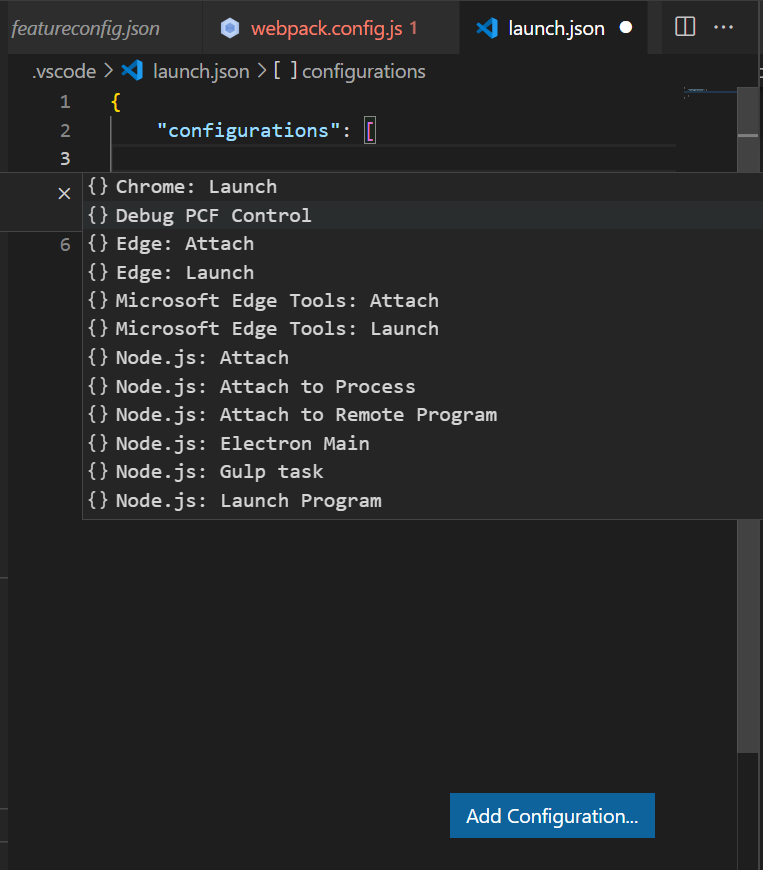 featureconfig.json webpack.config.js 1 launch.json
.vscode > launch.json > [ ] configurations
1 {
2 "configurations": [
3
{} Chrome: Launch
{} Debug PCF Control
6 {} Edge: Attach
{} Edge: Launch
{} Microsoft Edge Tools: Attach
{} Microsoft Edge Tools: Launch
{} Node.js: Attach
{} Node.js: Attach to Process
{} Node.js: Attach to Remote Program
{} Node.js: Electron Main
{} Node.js: Gulp task
{} Node.js: Launch Program
Add Configuration...